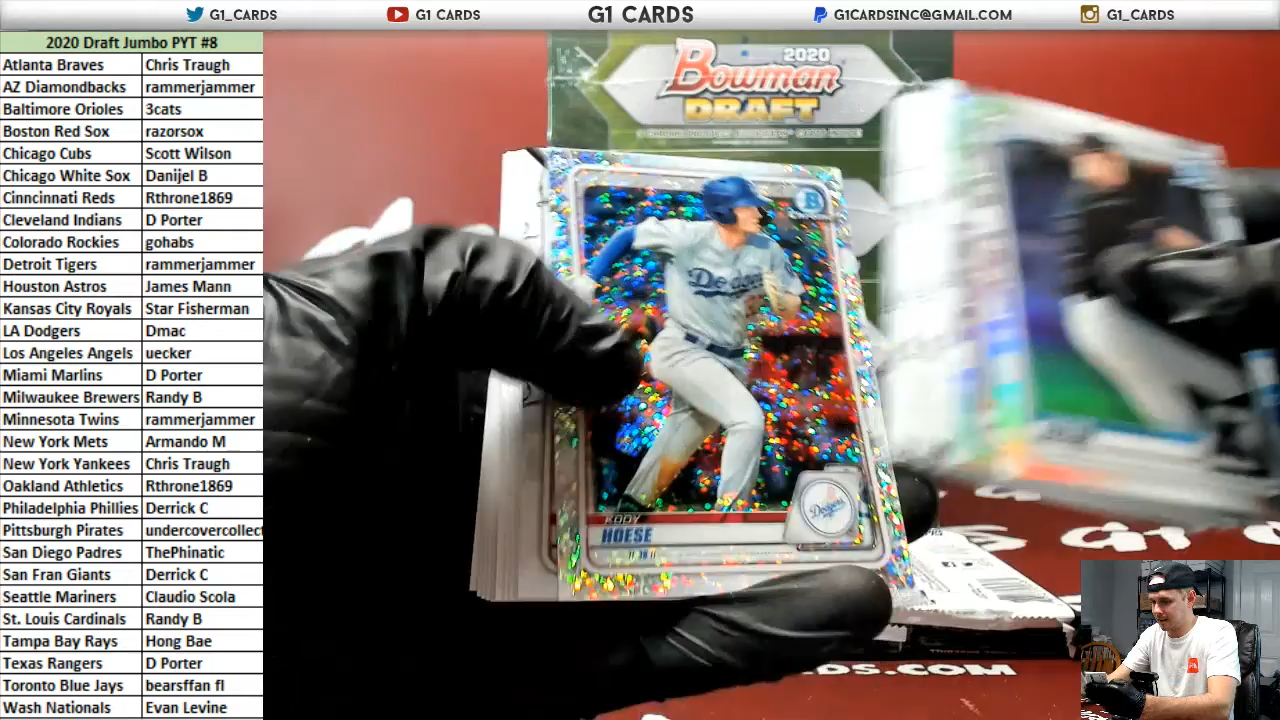 G1_CARDS
G1 CARDS
G1 CARDS
G1CARDSINC@GMAIL.COM
G1_CARDS
2020 Draft Jumbo PYT #8
Atlanta Braves Chris Traugh
AZ Diamondbacks rammerjammer
Baltimore Orioles 3cats
Boston Red Sox razorsox
Chicago Cubs Scott Wilson
Chicago White Sox Danijel B
Cinncinnati Reds Rthrone1869
Cleveland Indians D Porter
Colorado Rockies gohabs
Detroit Tigers rammerjammer
Houston Astros James Mann
Kansas City Royals Star Fisherman
LA Dodgers Dmac
Los Angeles Angels uecker
Miami Marlins D Porter
Milwaukee Brewers Randy B
Minnesota Twins rammerjammer
New York Mets Armando M
New York Yankees Chris Traugh
Oakland Athletics Rthrone1869
Philadelphia Phillies Derrick C
Pittsburgh Pirates undercovercollect
San Diego Padres ThePhinatic
San Fran Giants Derrick C
Seattle Mariners Claudio Scola
St. Louis Cardinals Randy B
Tampa Bay Rays Hong Bae
Texas Rangers D Porter
Toronto Blue Jays bearsffan fl
Wash Nationals Evan Levine
2020
Bowman
DRAFT
B
Dodgers
KODY
HOESE
Dodgers
DS.COM